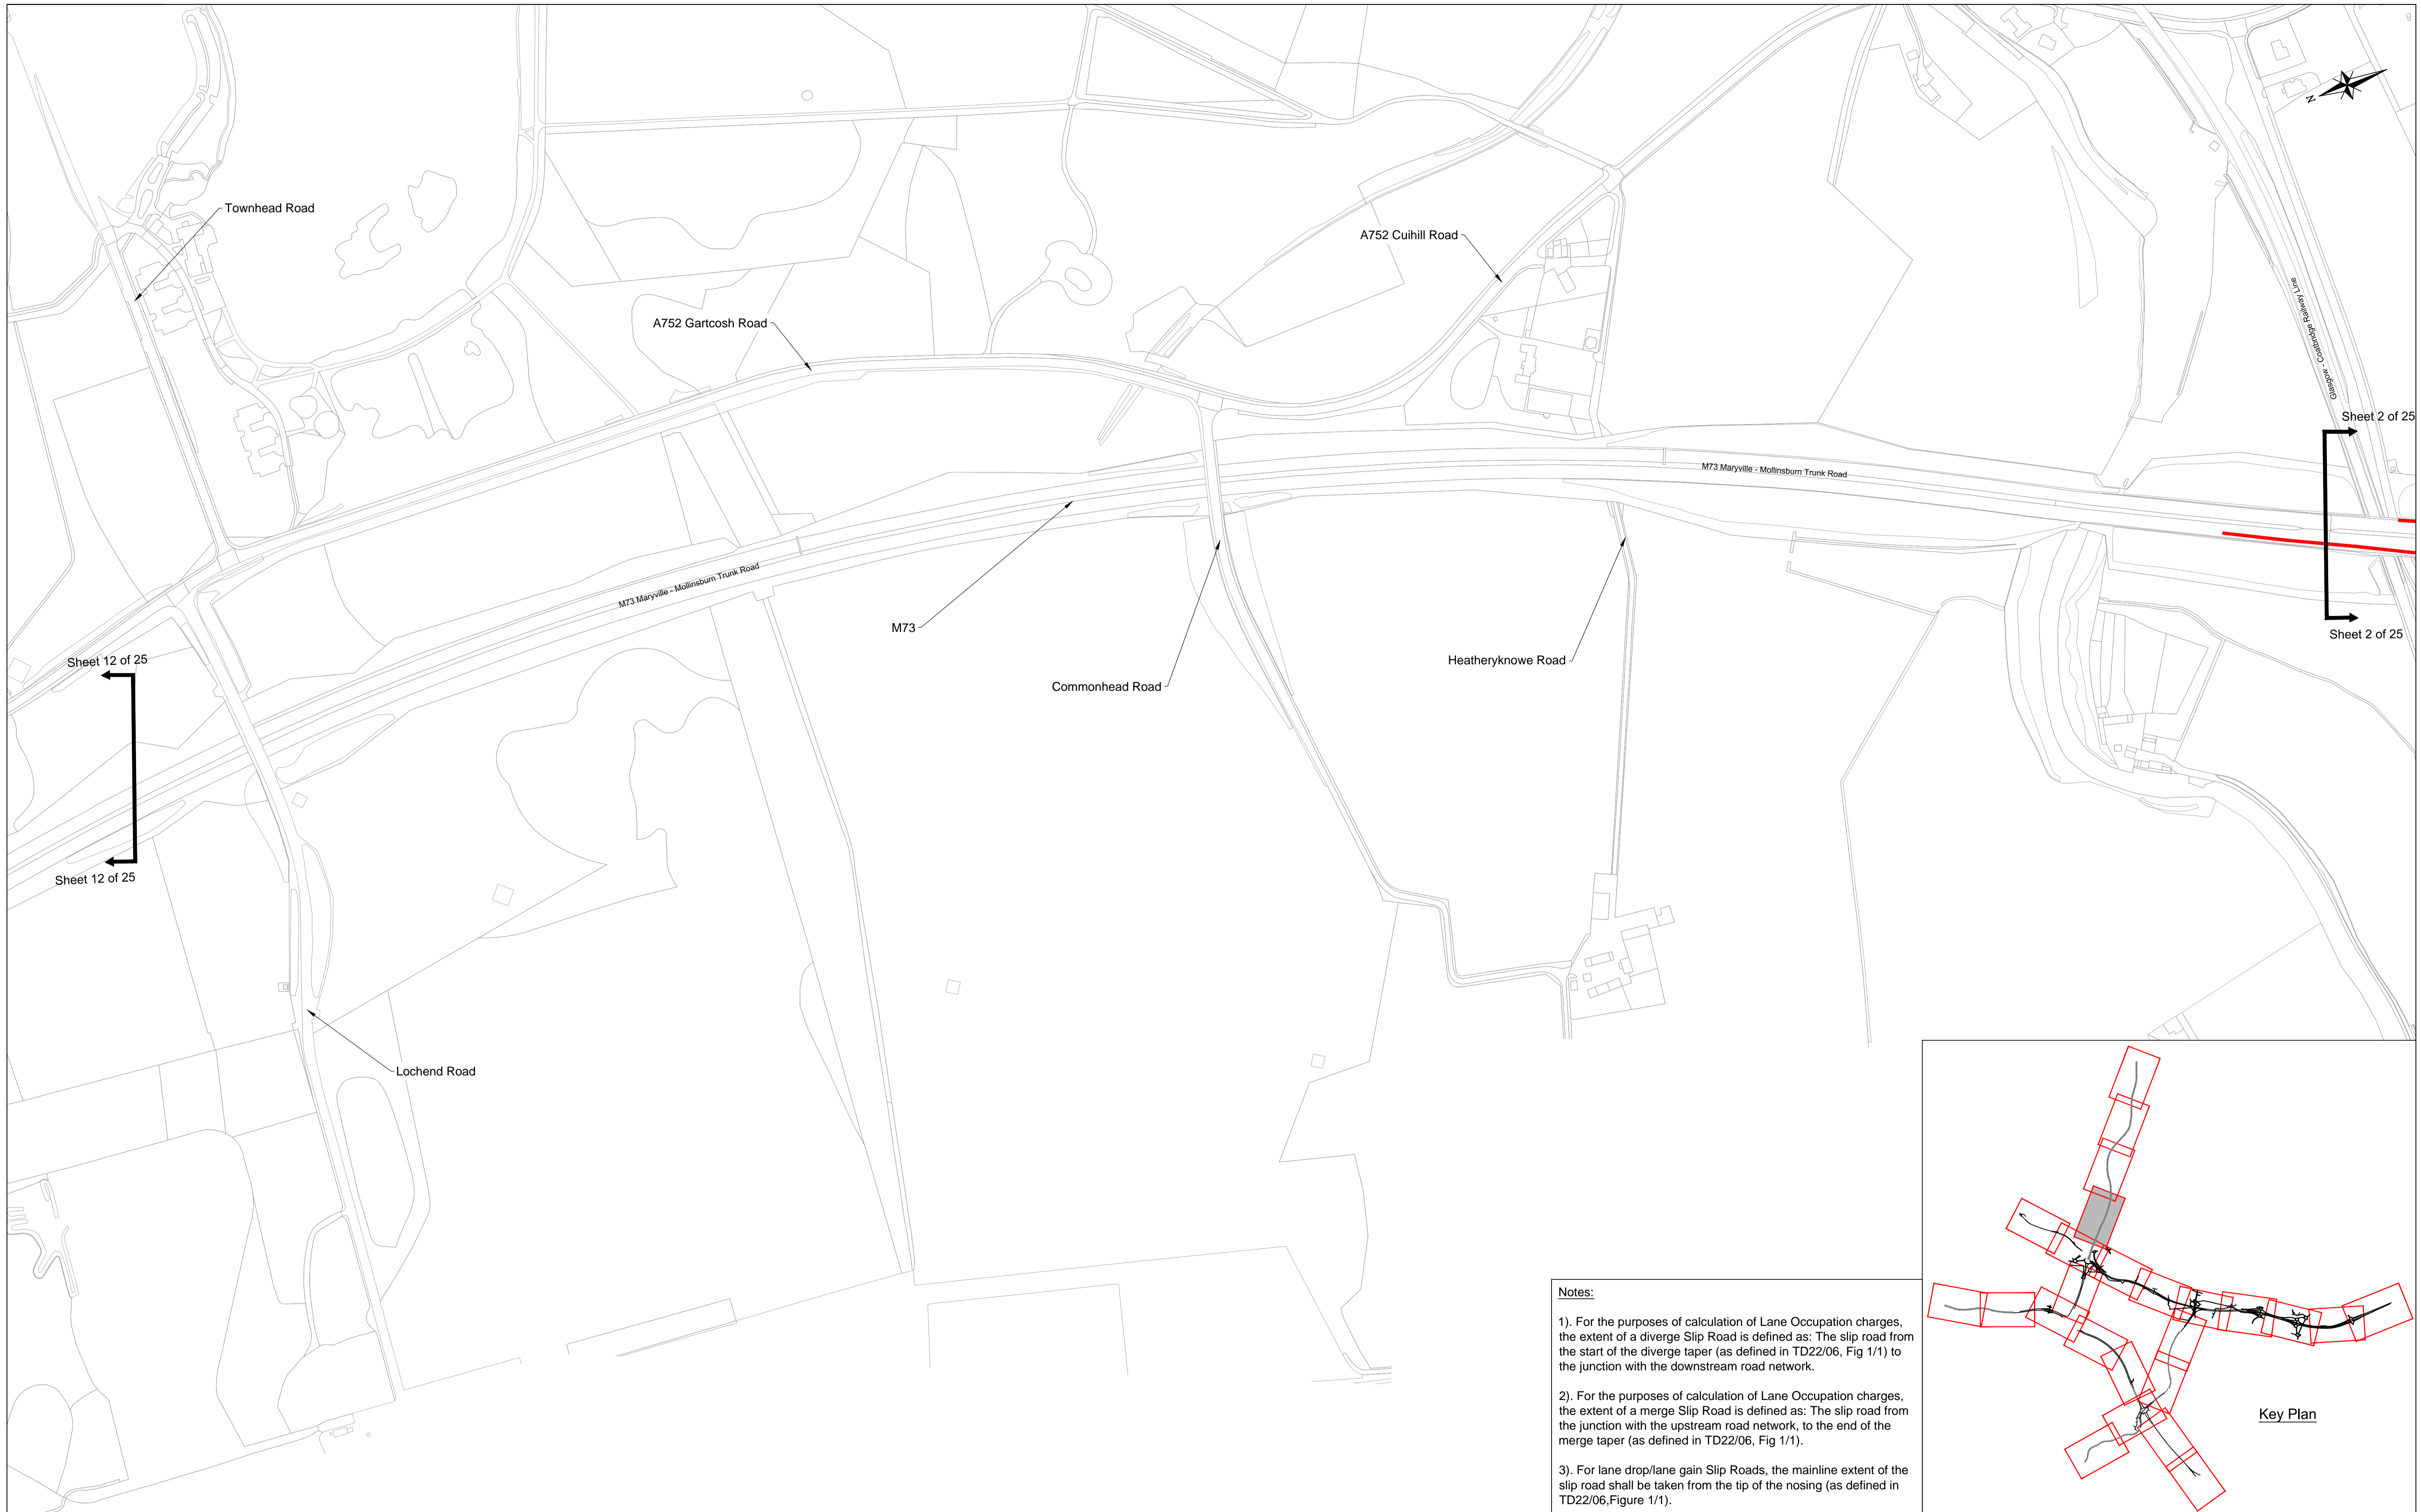 N
Townhead Road
A752 Cuihill Road
A752 Gartcosh Road
Glasgow - Coatbridge Railway Line
Sheet 2 of 25
M73 Maryville - Mollinsburn Trunk Road
M73 Maryville - Mollinsburn Trunk Road
M73
Sheet 2 of 25
Sheet 12 of 25
Heatheryknowe Road
Commonhead Road
Sheet 12 of 25
Lochend Road
Notes:
1). For the purposes of calculation of Lane Occupation charges,
the extent of a diverge Slip Road is defined as: The slip road from
the start of the diverge taper (as defined in TD22/06, Fig 1/1) to
the junction with the downstream road network.
2). For the purposes of calculation of Lane Occupation charges,
the extent of a merge Slip Road is defined as: The slip road from
the junction with the upstream road network, to the end of the
merge taper (as defined in TD22/06, Fig 1/1).
3). For lane drop/lane gain Slip Roads, the mainline extent of the
slip road shall be taken from the tip of the nosing (as defined in
TD22/06,Figure 1/1).
Key Plan